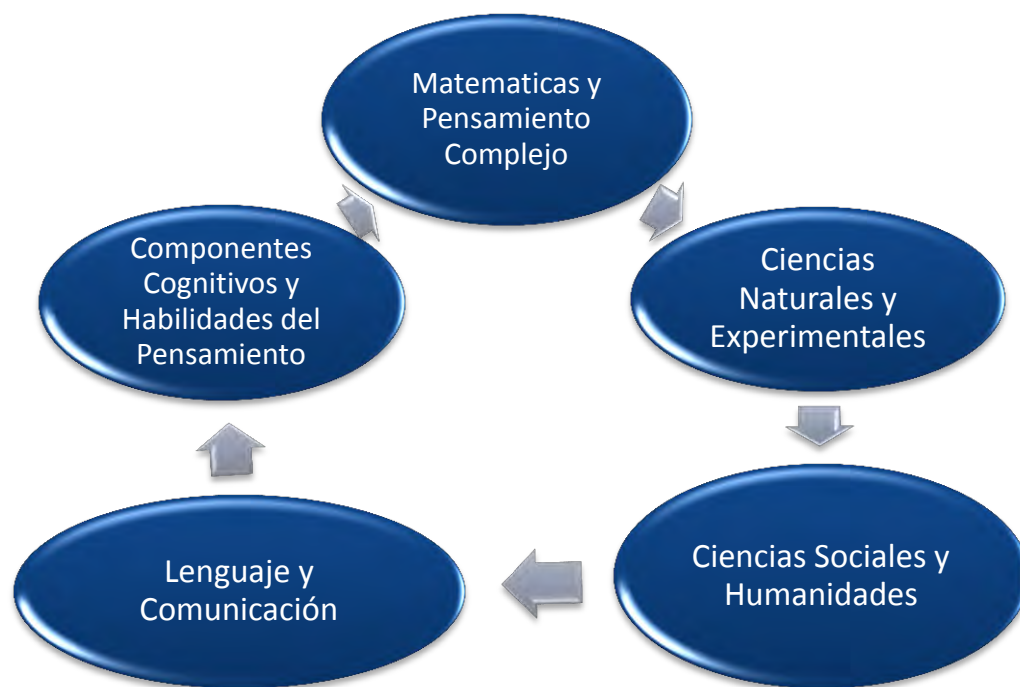 Matematicas y
Pensamiento
Complejo
Ciencias
Naturales y
Experimentales
Ciencias Sociales y
Humanidades
Lenguaje y
Comunicación
Componentes
Cognitivos y
Habilidades del
Pensamiento